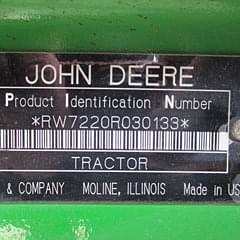 JOHN DEERE
Product Identification Number
*RW7220R030133*
TRACTOR
& COMPANY MOLINE, ILLINOIS Made in US